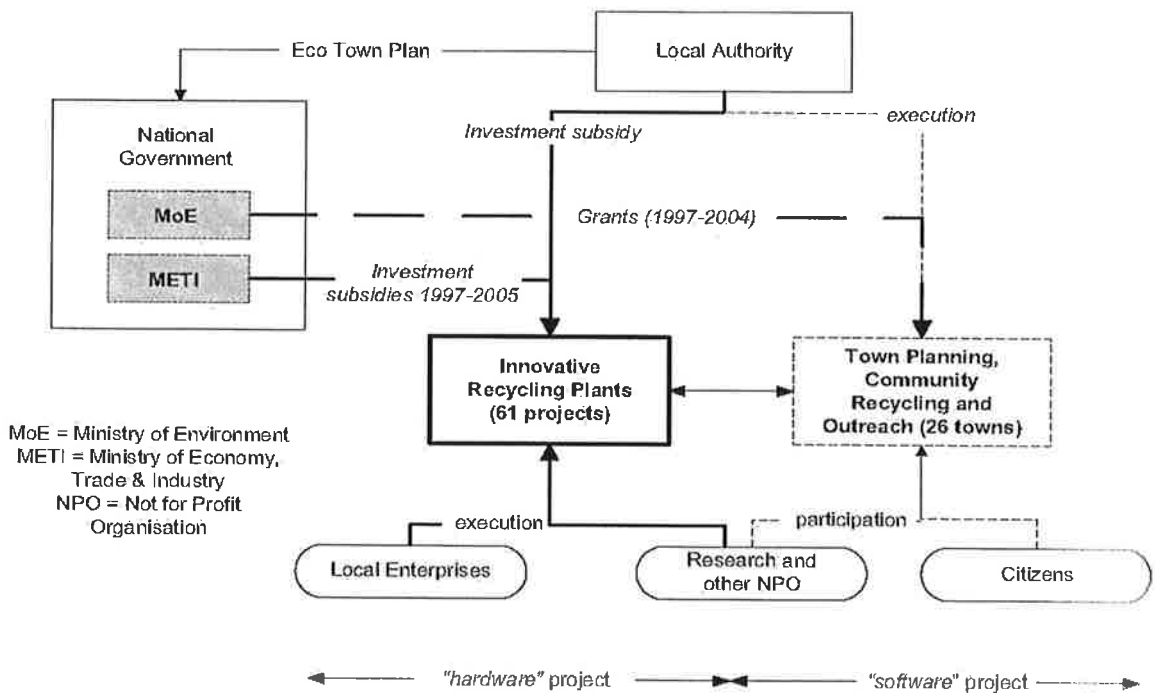 Eco Town Plan
Local Authority
National
Government
MoE
METI
Investment subsidy
execution
Grants (1997-2004)
Investment
subsidies 1997-2005
Innovative
Recycling Plants
(61 projects)
Town Planning,
Community
Recycling and
Outreach (26 towns)
MoE = Ministry of Environment
METI = Ministry of Economy,
Trade & Industry
NPO = Not for Profit
Organisation
execution
participation
Local Enterprises
Research and
other NPO
Citizens
"hardware" project
"software" project